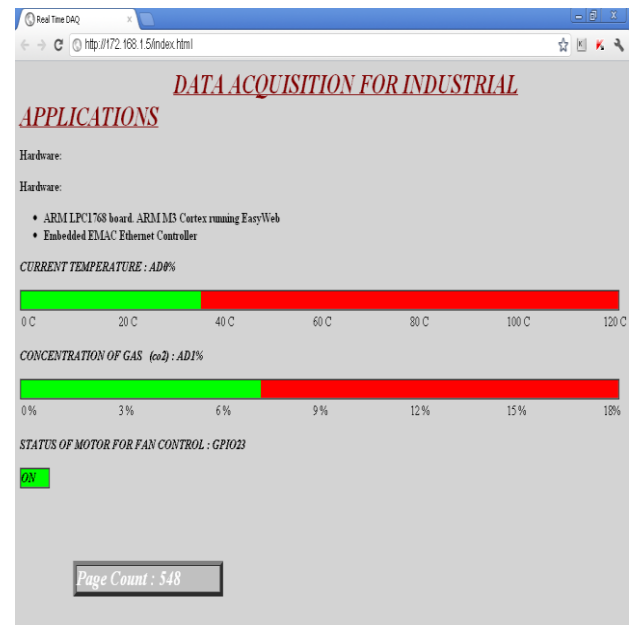 Real Time DAQ
http://172.168.1.5/index.html
DATA ACQUISITION FOR INDUSTRIAL
APPLICATIONS
Hardware:
Hardware:
• ARM LPC1768 board. ARM M3 Cortex running EasyWeb
• Embedded EMAC Ethernet Controller
CURRENT TEMPERATURE : AD0%
0 C 20 C 40 C 60 C 80 C 100 C 120 C
CONCENTRATION OF GAS (co2) : AD1%
0% 3% 6% 9% 12% 15% 18%
STATUS OF MOTOR FOR FAN CONTROL : GPIO23
ON
Page Count : 548